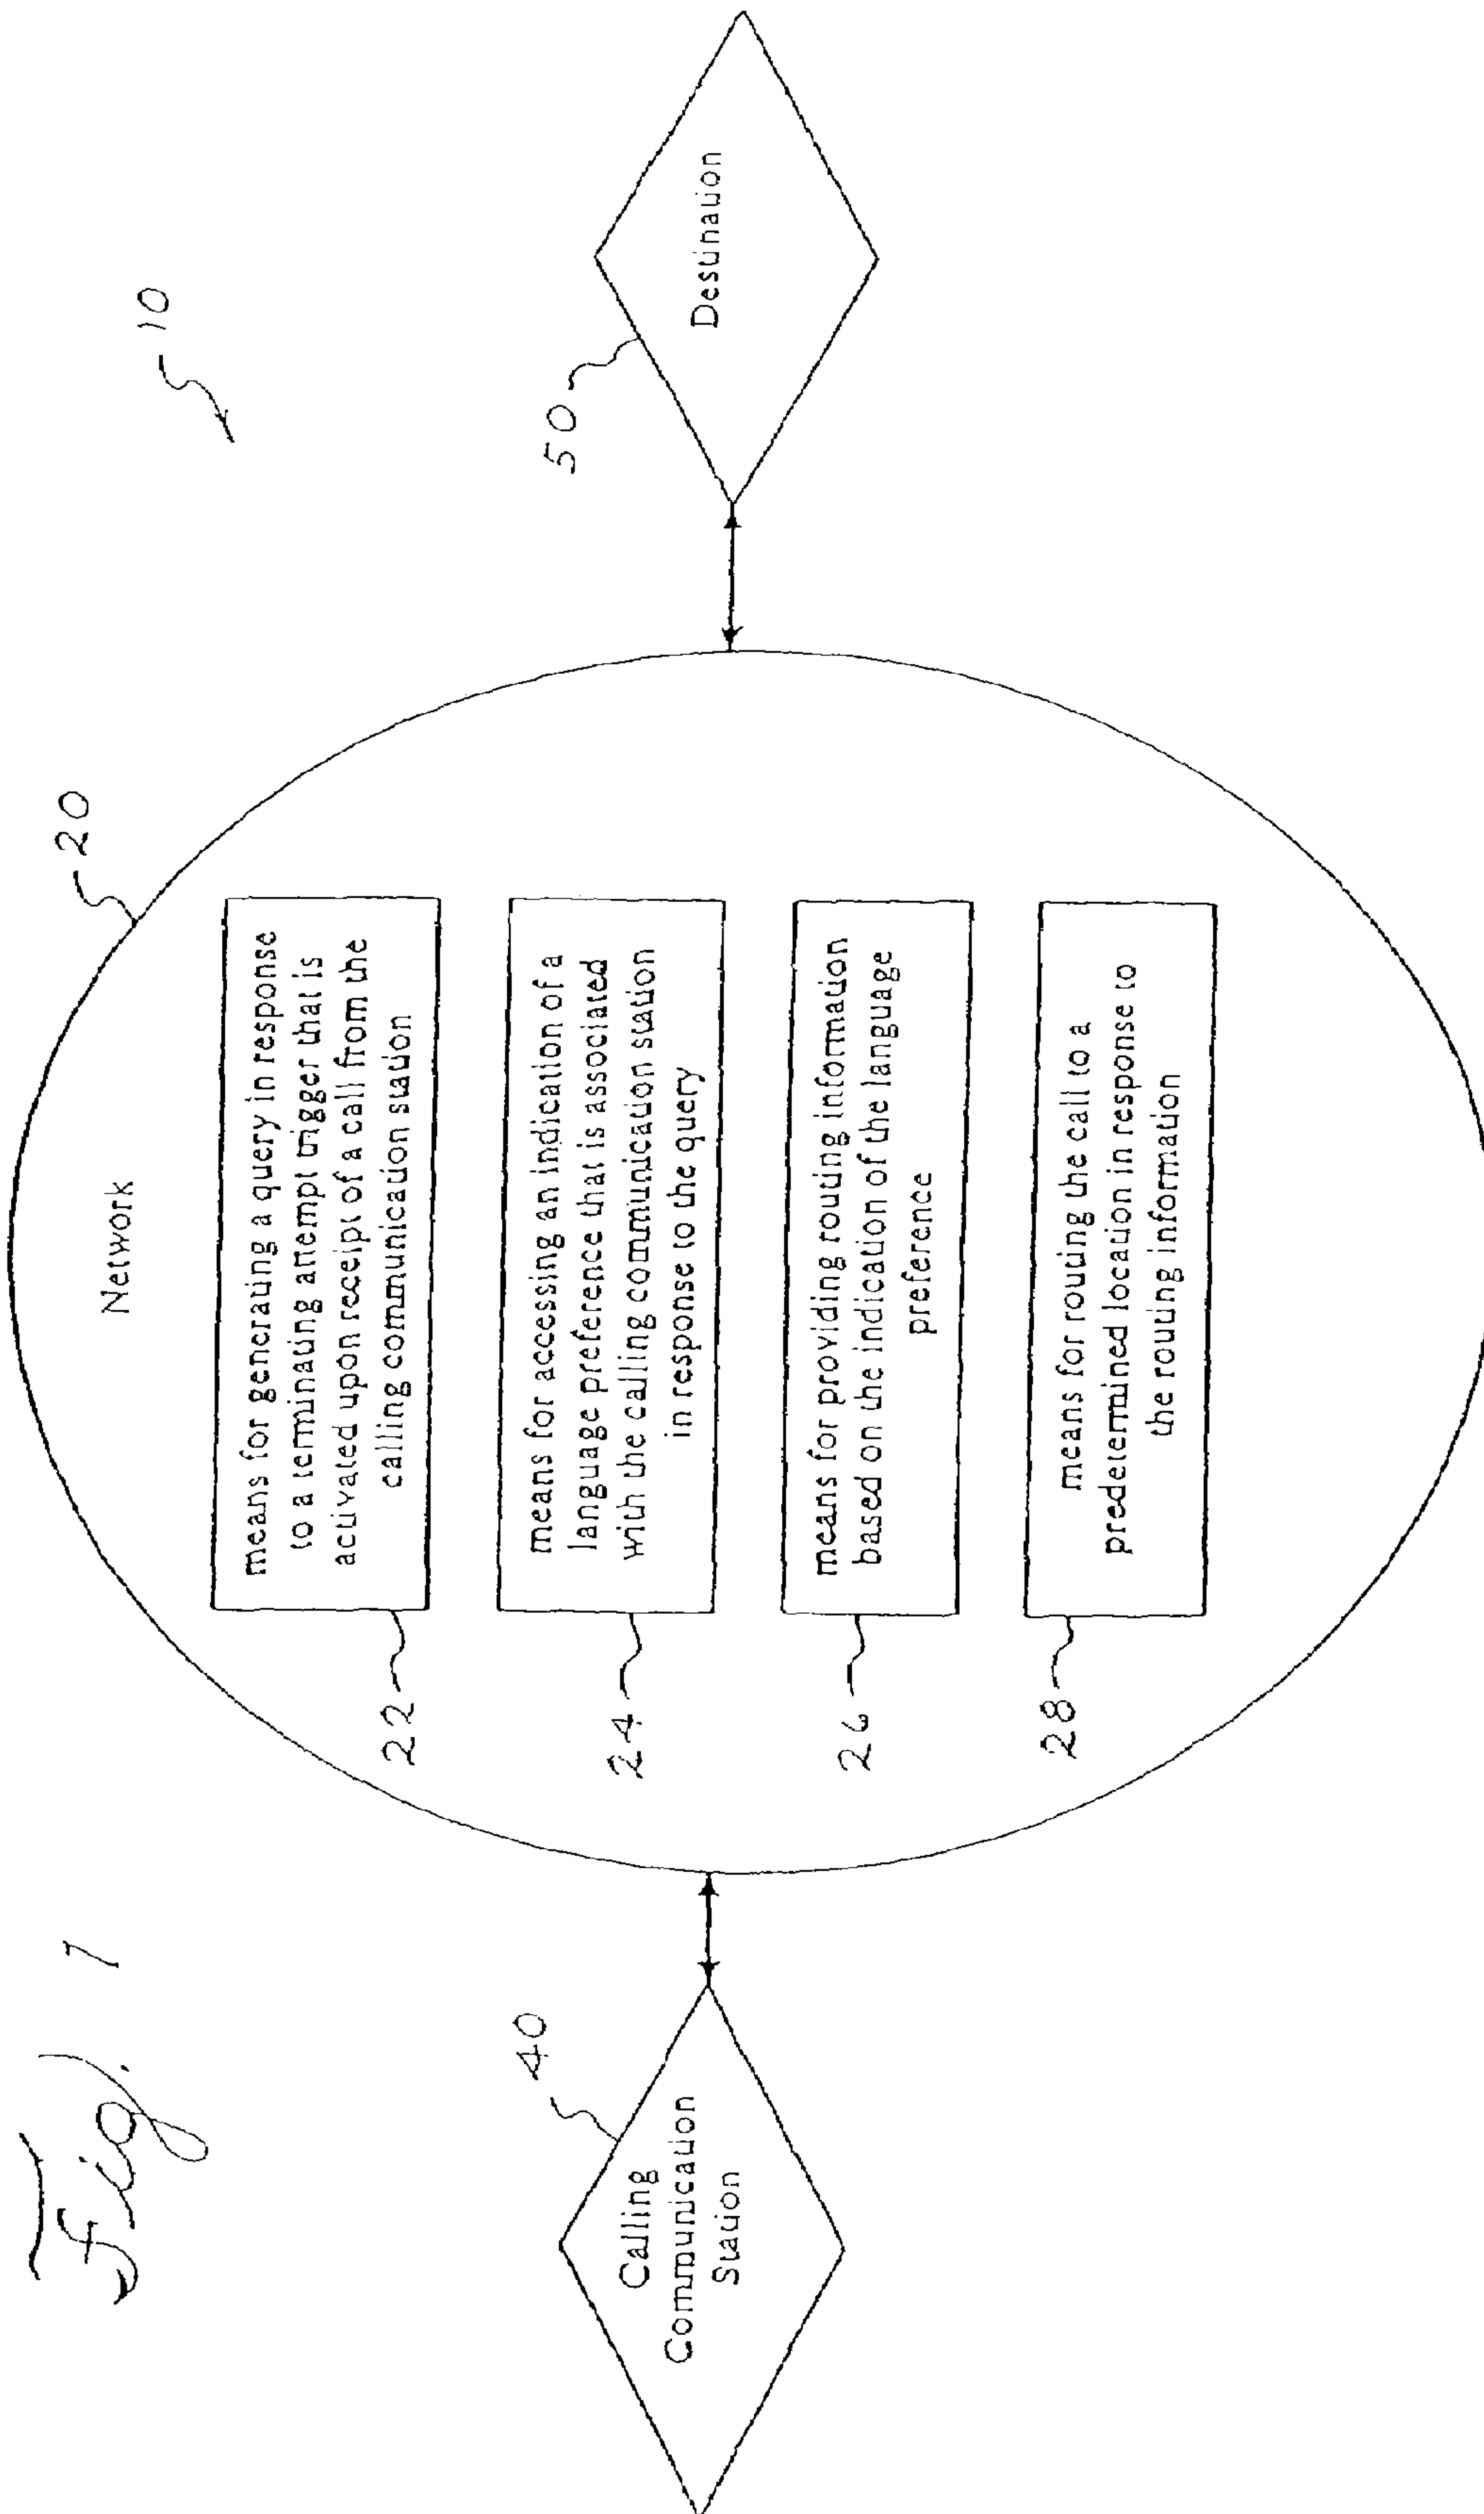 Fig. 1
10
20
Network
22
means for generating a query in response
to a terminating attempt trigger that is
activated upon receipt of a call from the
calling communication station
24
means for accessing an indication of a
language preference that is associated
with the calling communication station
in response to the query
26
means for providing routing information
based on the indication of the language
preference
28
means for routing the call to a
predetermined location in response to
the routing information
40
Calling
Communication
Station
50
Destination